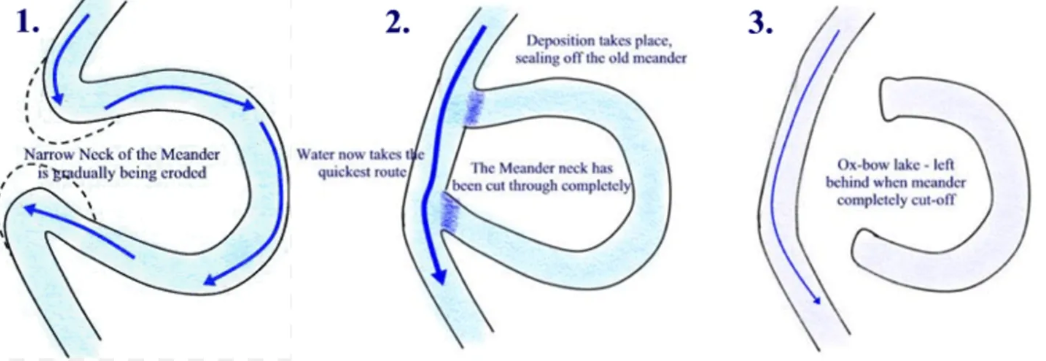 1.
Narrow Neck of the Meander
is gradually being eroded
2.
Deposition takes place,
sealing off the old meander
Water now takes the
quickest route
The Meander neck has
been cut through completely
3.
Ox-bow lake - left
behind when meander
completely cut-off